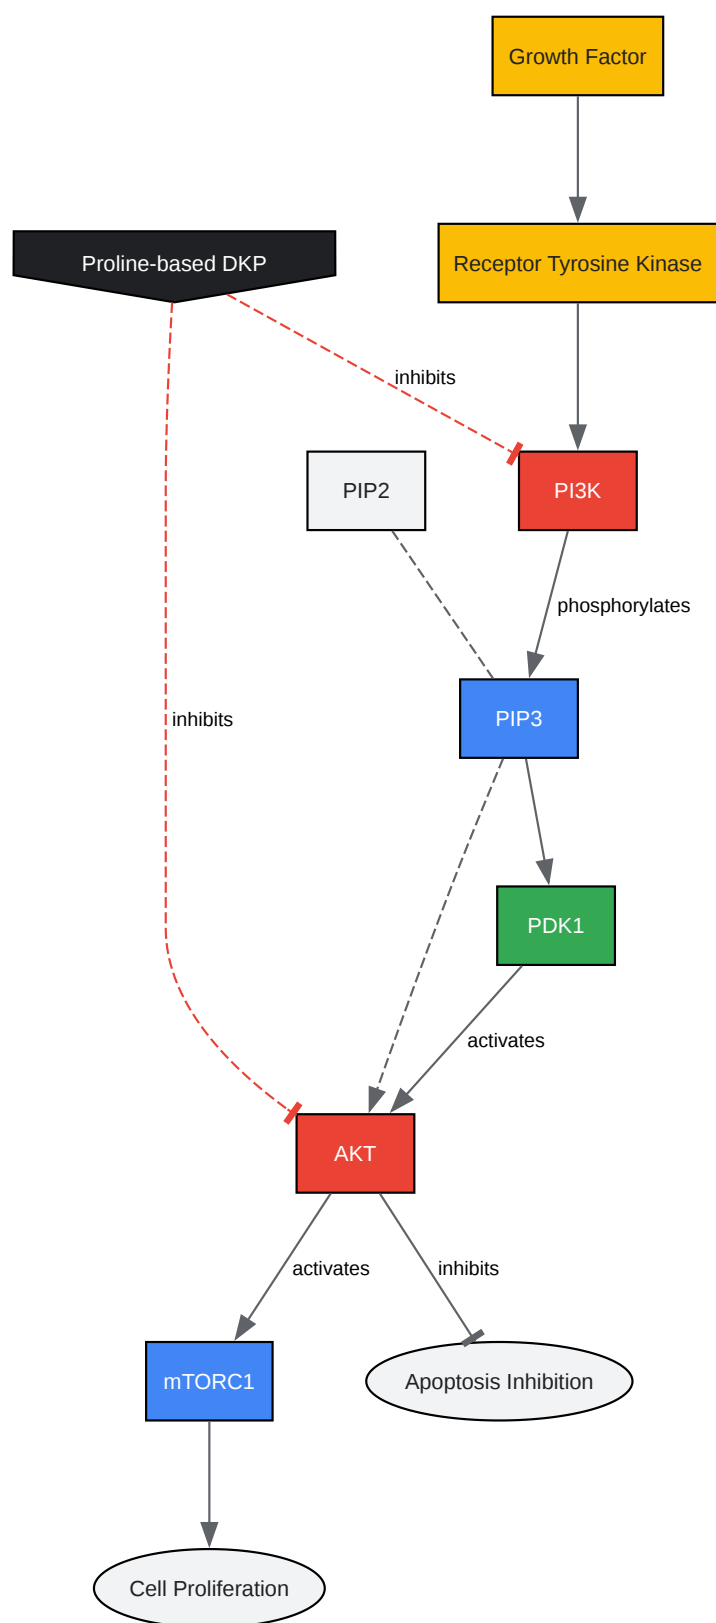 Growth Factor
Proline-based DKP
Receptor Tyrosine Kinase
inhibits
PIP2
PI3K
phosphorylates
inhibits
PIP3
PDK1
activates
AKT
activates
inhibits
mTORC1
Apoptosis Inhibition
Cell Proliferation